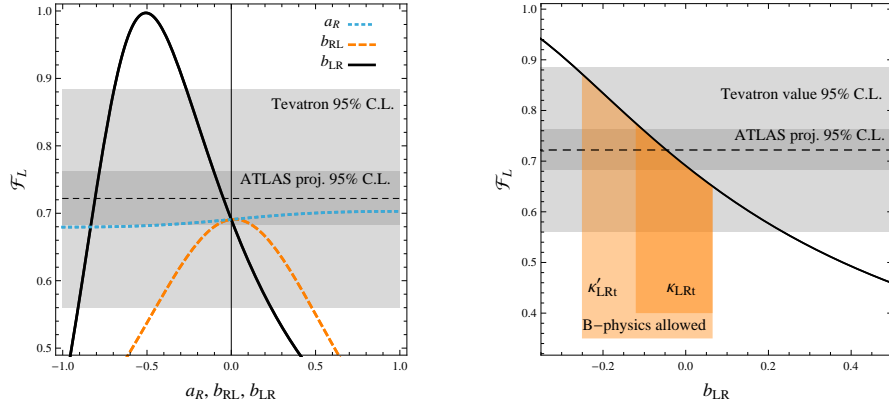 a_R
b_RL
b_LR
Tevatron 95% C.L.
ATLAS proj. 95% C.L.
ℱ_L
1.0
0.9
0.8
0.7
0.6
0.5
-1.0 -0.5 0.0 0.5 1.0
a_R, b_RL, b_LR
Tevatron value 95% C.L.
ATLAS proj. 95% C.L.
ℱ_L
1.0
0.9
0.8
0.7
0.6
0.5
0.4
κ′_LRt κ_LRt
B−physics allowed
-0.2 0.0 0.2 0.4
b_LR